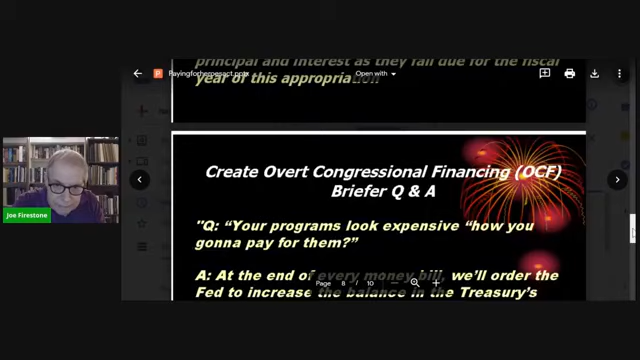 principal and interest as they fall due for the fiscal
Payingforherpesact.pptx
Open with
year of this appropriation
Create Overt Congressional Financing (OCF)
Briefer Q & A
"Q: “Your programs look expensive “how you
gonna pay for them?”
A: At the end of every money bill, we'll order the
Page 8 / 10
Fed to increase the balance in the Treasury's
Joe Firestone